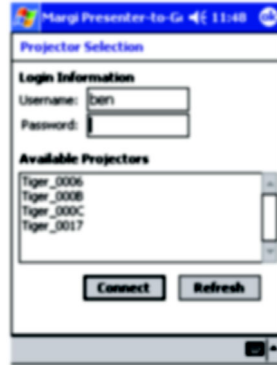 Margi Presenter-to-G 11:48
Projector Selection
Login Information
Username: ben
Password:
Available Projectors
Tiger_0006
Tiger_000B
Tiger_000C
Tiger_0017
Connect Refresh